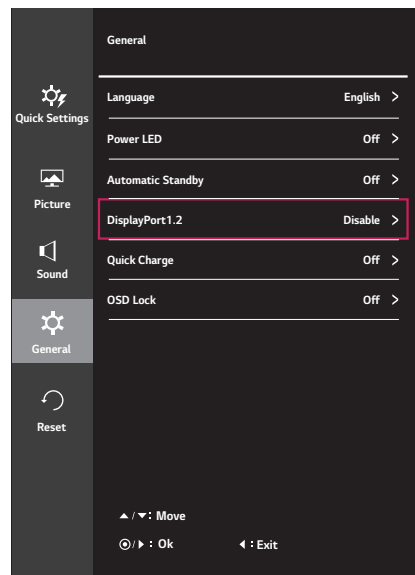 General
Quick Settings
Picture
Sound
General
Reset
Language English >
Power LED Off >
Automatic Standby Off >
DisplayPort1.2 Disable >
Quick Charge Off >
OSD Lock Off >
▲ / ▼: Move
◉/▶ : Ok ◀ : Exit